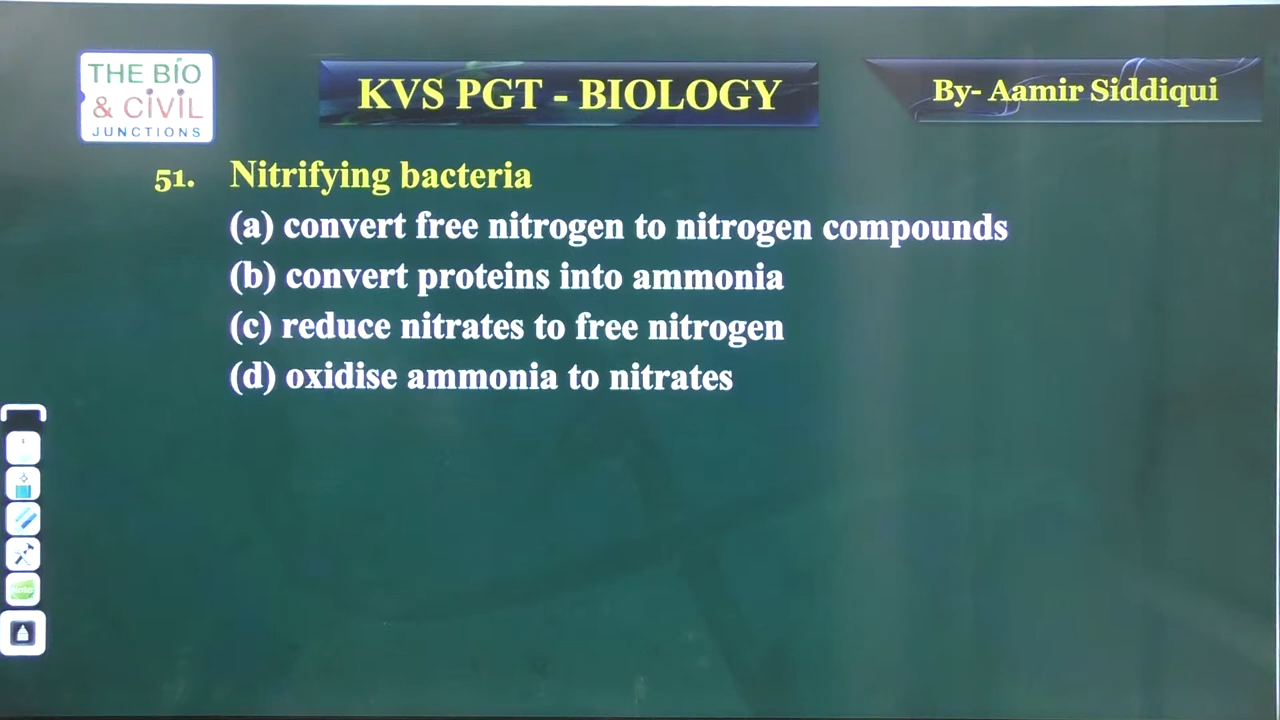 THE BIO
& CIVIL
JUNCTIONS
KVS PGT - BIOLOGY
By- Aamir Siddiqui
51. Nitrifying bacteria
(a) convert free nitrogen to nitrogen compounds
(b) convert proteins into ammonia
(c) reduce nitrates to free nitrogen
(d) oxidise ammonia to nitrates